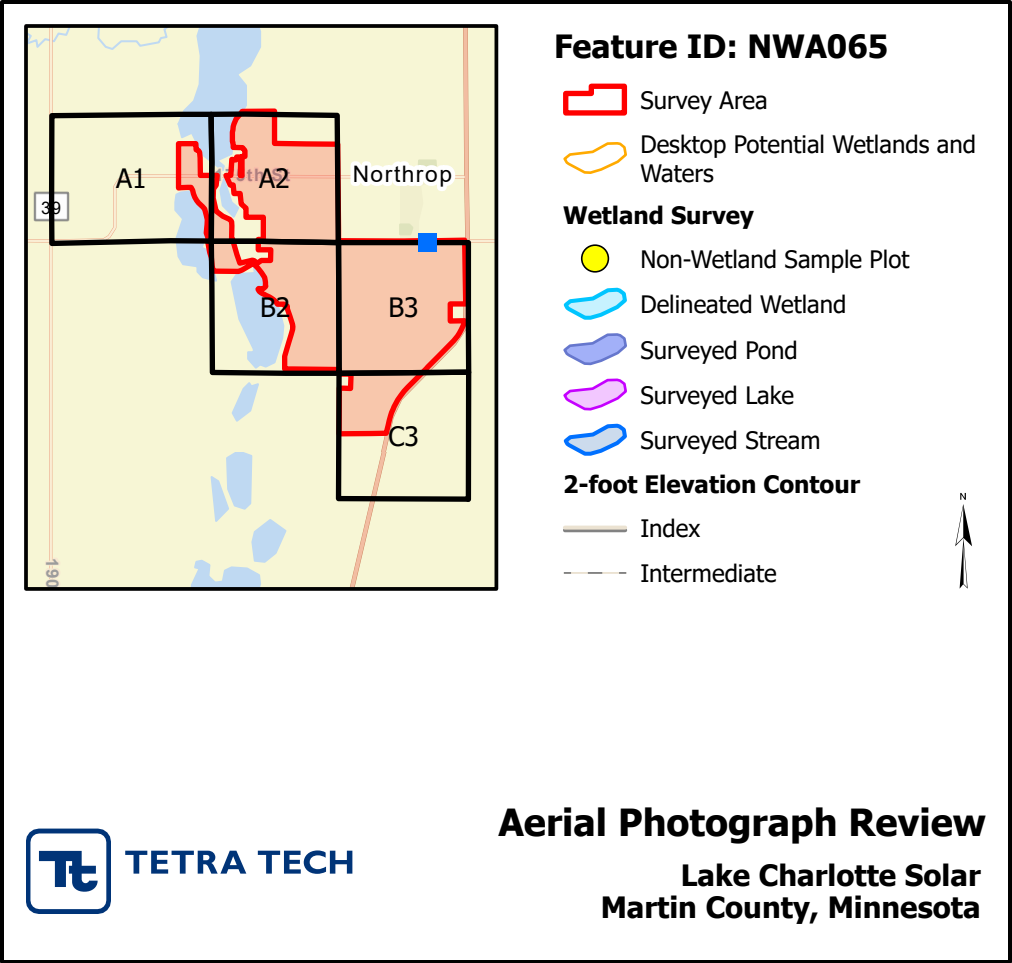 Feature ID: NWA065
Survey Area
Desktop Potential Wetlands and
Waters
Wetland Survey
Non-Wetland Sample Plot
Delineated Wetland
Surveyed Pond
Surveyed Lake
Surveyed Stream
2-foot Elevation Contour
Index
Intermediate
N
A1
A2
Northrop
39
B2
B3
C3
190
Aerial Photograph Review
Lake Charlotte Solar
Martin County, Minnesota
Tt
TETRA TECH